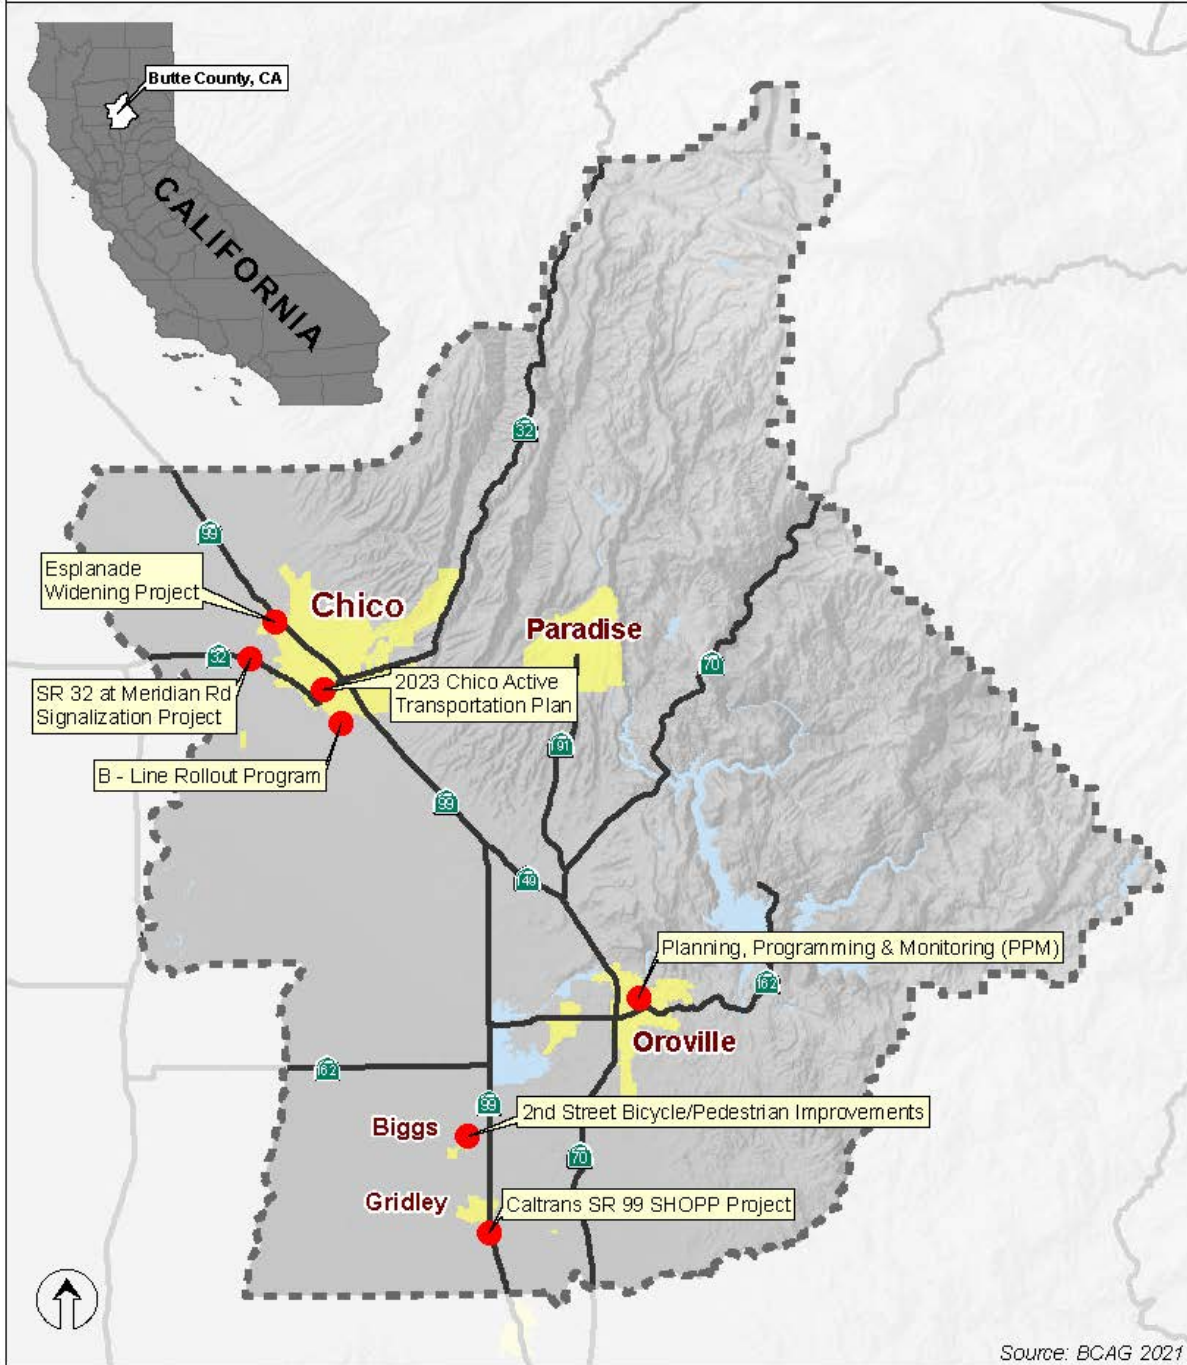 Butte County, CA
CALIFORNIA
32
99
Esplanade
Widening Project
Chico
Paradise
32
70
SR 32 at Meridian Rd
Signalization Project
2023 Chico Active
Transportation Plan
191
B - Line Rollout Program
99
149
Planning, Programming & Monitoring (PPM)
162
Oroville
162
99
2nd Street Bicycle/Pedestrian Improvements
Biggs
70
Gridley
Caltrans SR 99 SHOPP Project
Source: BCAG 2021